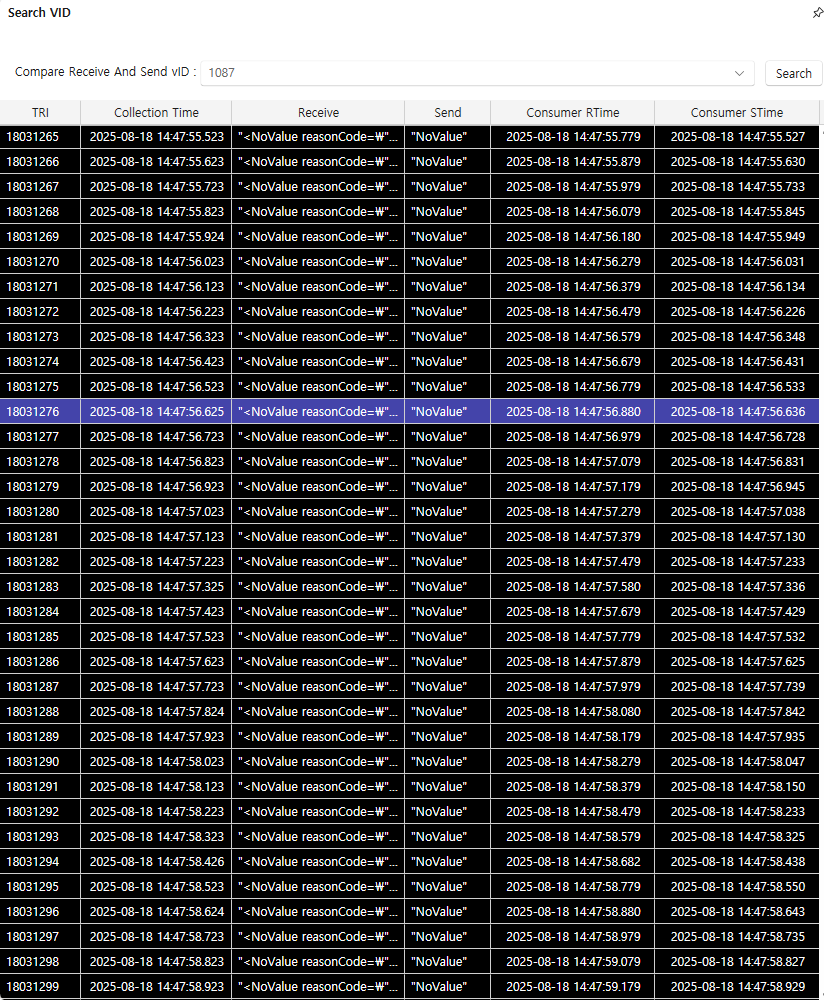 Search VID
Compare Receive And Send vID : 1087 Search
TRI Collection Time Receive Send Consumer RTime Consumer STime
18031265 2025-08-18 14:47:55.523 "<NoValue reasonCode=₩"... "NoValue" 2025-08-18 14:47:55.779 2025-08-18 14:47:55.527
18031266 2025-08-18 14:47:55.623 "<NoValue reasonCode=₩"... "NoValue" 2025-08-18 14:47:55.879 2025-08-18 14:47:55.630
18031267 2025-08-18 14:47:55.723 "<NoValue reasonCode=₩"... "NoValue" 2025-08-18 14:47:55.979 2025-08-18 14:47:55.733
18031268 2025-08-18 14:47:55.823 "<NoValue reasonCode=₩"... "NoValue" 2025-08-18 14:47:56.079 2025-08-18 14:47:55.845
18031269 2025-08-18 14:47:55.924 "<NoValue reasonCode=₩"... "NoValue" 2025-08-18 14:47:56.180 2025-08-18 14:47:55.949
18031270 2025-08-18 14:47:56.023 "<NoValue reasonCode=₩"... "NoValue" 2025-08-18 14:47:56.279 2025-08-18 14:47:56.031
18031271 2025-08-18 14:47:56.123 "<NoValue reasonCode=₩"... "NoValue" 2025-08-18 14:47:56.379 2025-08-18 14:47:56.134
18031272 2025-08-18 14:47:56.223 "<NoValue reasonCode=₩"... "NoValue" 2025-08-18 14:47:56.479 2025-08-18 14:47:56.226
18031273 2025-08-18 14:47:56.323 "<NoValue reasonCode=₩"... "NoValue" 2025-08-18 14:47:56.579 2025-08-18 14:47:56.348
18031274 2025-08-18 14:47:56.423 "<NoValue reasonCode=₩"... "NoValue" 2025-08-18 14:47:56.679 2025-08-18 14:47:56.431
18031275 2025-08-18 14:47:56.523 "<NoValue reasonCode=₩"... "NoValue" 2025-08-18 14:47:56.779 2025-08-18 14:47:56.533
18031276 2025-08-18 14:47:56.625 "<NoValue reasonCode=₩"... "NoValue" 2025-08-18 14:47:56.880 2025-08-18 14:47:56.636
18031277 2025-08-18 14:47:56.723 "<NoValue reasonCode=₩"... "NoValue" 2025-08-18 14:47:56.979 2025-08-18 14:47:56.728
18031278 2025-08-18 14:47:56.823 "<NoValue reasonCode=₩"... "NoValue" 2025-08-18 14:47:57.079 2025-08-18 14:47:56.831
18031279 2025-08-18 14:47:56.923 "<NoValue reasonCode=₩"... "NoValue" 2025-08-18 14:47:57.179 2025-08-18 14:47:56.945
18031280 2025-08-18 14:47:57.023 "<NoValue reasonCode=₩"... "NoValue" 2025-08-18 14:47:57.279 2025-08-18 14:47:57.038
18031281 2025-08-18 14:47:57.123 "<NoValue reasonCode=₩"... "NoValue" 2025-08-18 14:47:57.379 2025-08-18 14:47:57.130
18031282 2025-08-18 14:47:57.223 "<NoValue reasonCode=₩"... "NoValue" 2025-08-18 14:47:57.479 2025-08-18 14:47:57.233
18031283 2025-08-18 14:47:57.325 "<NoValue reasonCode=₩"... "NoValue" 2025-08-18 14:47:57.580 2025-08-18 14:47:57.336
18031284 2025-08-18 14:47:57.423 "<NoValue reasonCode=₩"... "NoValue" 2025-08-18 14:47:57.679 2025-08-18 14:47:57.429
18031285 2025-08-18 14:47:57.523 "<NoValue reasonCode=₩"... "NoValue" 2025-08-18 14:47:57.779 2025-08-18 14:47:57.532
18031286 2025-08-18 14:47:57.623 "<NoValue reasonCode=₩"... "NoValue" 2025-08-18 14:47:57.879 2025-08-18 14:47:57.625
18031287 2025-08-18 14:47:57.723 "<NoValue reasonCode=₩"... "NoValue" 2025-08-18 14:47:57.979 2025-08-18 14:47:57.739
18031288 2025-08-18 14:47:57.824 "<NoValue reasonCode=₩"... "NoValue" 2025-08-18 14:47:58.080 2025-08-18 14:47:57.842
18031289 2025-08-18 14:47:57.923 "<NoValue reasonCode=₩"... "NoValue" 2025-08-18 14:47:58.179 2025-08-18 14:47:57.935
18031290 2025-08-18 14:47:58.023 "<NoValue reasonCode=₩"... "NoValue" 2025-08-18 14:47:58.279 2025-08-18 14:47:58.047
18031291 2025-08-18 14:47:58.123 "<NoValue reasonCode=₩"... "NoValue" 2025-08-18 14:47:58.379 2025-08-18 14:47:58.150
18031292 2025-08-18 14:47:58.223 "<NoValue reasonCode=₩"... "NoValue" 2025-08-18 14:47:58.479 2025-08-18 14:47:58.233
18031293 2025-08-18 14:47:58.323 "<NoValue reasonCode=₩"... "NoValue" 2025-08-18 14:47:58.579 2025-08-18 14:47:58.325
18031294 2025-08-18 14:47:58.426 "<NoValue reasonCode=₩"... "NoValue" 2025-08-18 14:47:58.682 2025-08-18 14:47:58.438
18031295 2025-08-18 14:47:58.523 "<NoValue reasonCode=₩"... "NoValue" 2025-08-18 14:47:58.779 2025-08-18 14:47:58.550
18031296 2025-08-18 14:47:58.624 "<NoValue reasonCode=₩"... "NoValue" 2025-08-18 14:47:58.880 2025-08-18 14:47:58.643
18031297 2025-08-18 14:47:58.723 "<NoValue reasonCode=₩"... "NoValue" 2025-08-18 14:47:58.979 2025-08-18 14:47:58.735
18031298 2025-08-18 14:47:58.823 "<NoValue reasonCode=₩"... "NoValue" 2025-08-18 14:47:59.079 2025-08-18 14:47:58.827
18031299 2025-08-18 14:47:58.923 "<NoValue reasonCode=₩"... "NoValue" 2025-08-18 14:47:59.179 2025-08-18 14:47:58.929